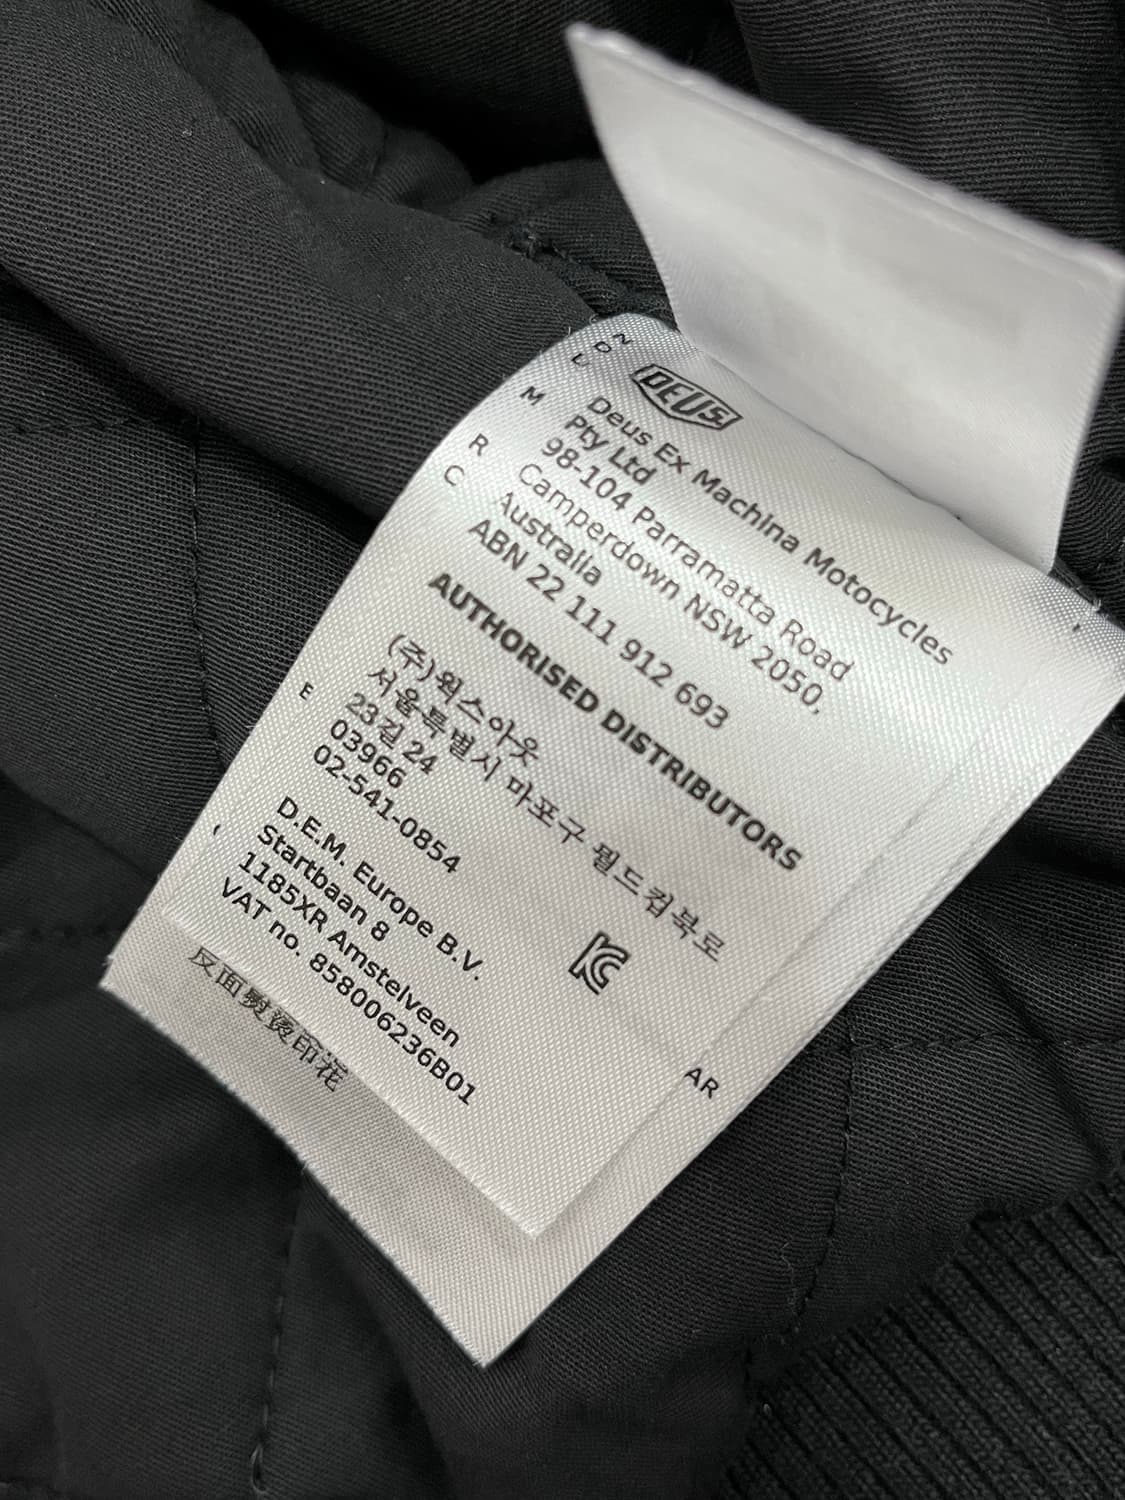 DEUS.
Deus Ex Machina Motocycles
Pty Ltd
98-104 Parramatta Road
Camperdown NSW 2050,
Australia
ABN 22 111 912 693
AUTHORISED DISTRIBUTORS
(주)웍스아웃
서울특별시 마포구 월드컵북로
23길 24
03966
02-541-0854
D.E.M. Europe B.V.
Startbaan 8
1185XR Amstelveen
VAT no. 858006236B01
反面熨烫印花
AR